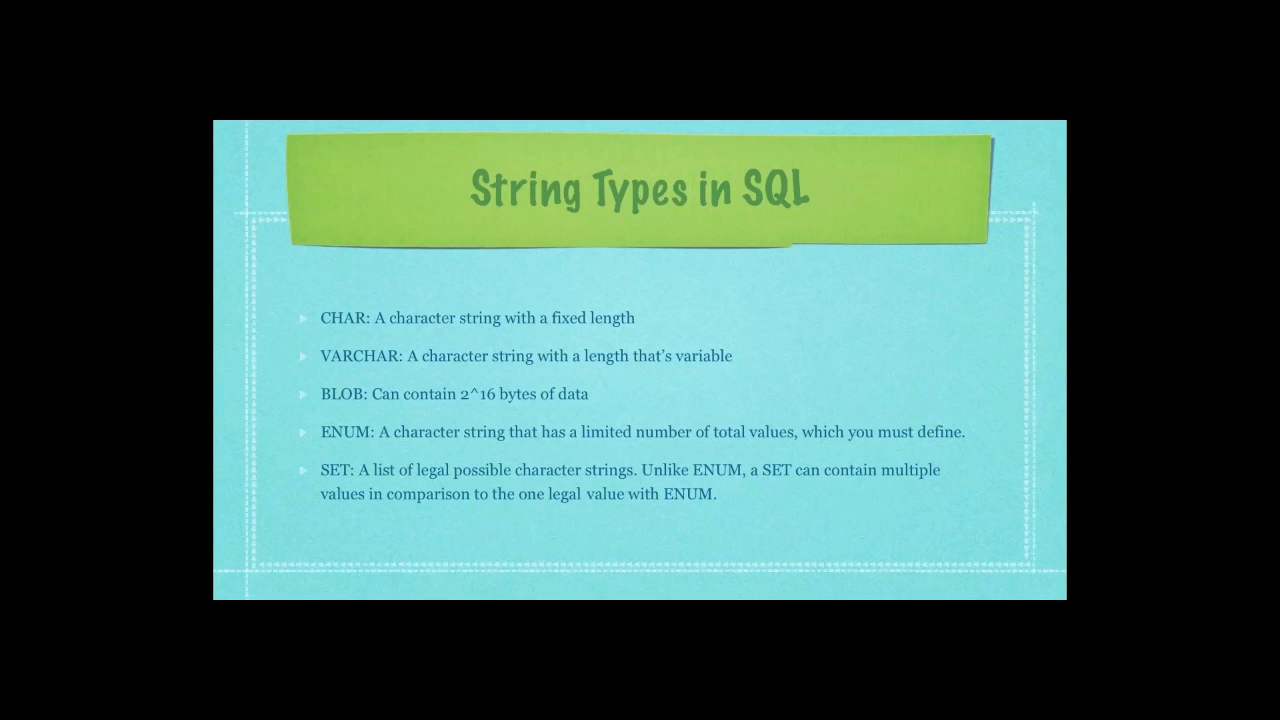 String Types in SQL
CHAR: A character string with a fixed length
VARCHAR: A character string with a length that's variable
BLOB: Can contain 2^16 bytes of data
ENUM: A character string that has a limited number of total values, which you must define.
SET: A list of legal possible character strings. Unlike ENUM, a SET can contain multiple
values in comparison to the one legal value with ENUM.